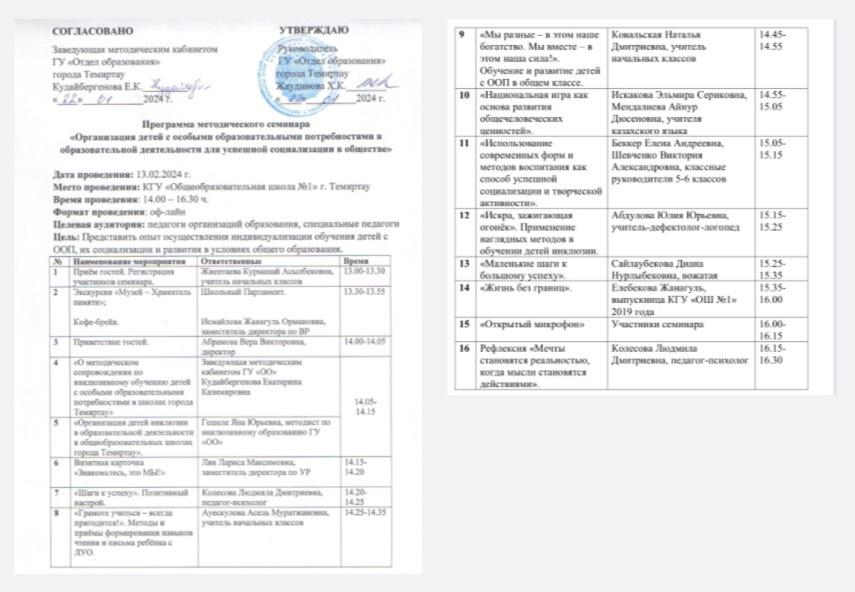 СОГЛАСОВАНО
Заведующая методическим кабинетом
ГУ «Отдел образования»
города Темиртау
Кудайбергенова Е.К.
«22» 01 2024 г.
УТВЕРЖДАЮ
Руководитель
ГУ «Отдел образования»
города Темиртау
Жаудинова Х.К.
« 22 » 01 2024 г.
Программа методического семинара
«Организация детей с особыми образовательными потребностями в
образовательной деятельности для успешной социализации в обществе»
Дата проведения: 13.02.2024 г.
Место проведения: КГУ «Общеобразовательная школа №1» г. Темиртау
Время проведения: 14.00 – 16.30 ч.
Формат проведения: оф-лайн
Целевая аудитория: педагоги организаций образования, специальные педагоги
Цель: Представить опыт осуществления индивидуализации обучения детей с
ООП, их социализации и развития в условиях общего образования.
№ Наименование мероприятия Ответственные Время
1 Приём гостей. Регистрация Жиентаева Курманай 13.00-13.30
участников семинара. учитель начальных классов
2 Экскурсия «Музей – Хранитель Школьный Парламент. 13.30-13.55
памяти»;
Кофе-брейк. Исмайлова Жанагуль Ормановна,
заместитель директора по ВР
3 Приветствие гостей. Абрамова Вера Викторовна, 14.00-14.05
директор
4 «О методическом Заведующая методическим
сопровождении по кабинетом ГУ «ОО»
инклюзивному обучению детей Кудайбергенова Екатерина
с особыми образовательными Казимировна
потребностями в школах города
Темиртау» 14.05-
14.15
5 «Организация детей инклюзии Гешеле Яна Юрьевна, методист по
в образовательной деятельности инклюзивному образованию ГУ
в общеобразовательных школах «ОО»
города Темиртау».
6 Визитная карточка Лян Лариса Максимовна, 14.15-
«Знакомьтесь, это МЫ!» заместитель директора по УР 14.20
7 «Шаги к успеху». Позитивный Колесова Людмила Дмитриевна, 14.20-
настрой. педагог-психолог 14.25
8 «Грамоте учиться – всегда Ауескулова Асель Муратжановна, 14.25-14.35
пригодится!». Методы и учитель начальных классов
приёмы формирования навыков
чтения и письма ребёнка с
ЛУО.
9 «Мы разные – в этом наше Ковальская Наталья 14.45-
богатство. Мы вместе – в Дмитриевна, учитель 14.55
этом наша сила!». начальных классов
Обучение и развитие детей
с ООП в общем классе.
10 «Национальная игра как Искакова Эльмира Сериковна, 14.55-
основа развития Мендалиева Айнур 15.05
общечеловеческих Дюсеновна, учителя
ценностей». казахского языка
11 «Использование Беккер Елена Андреевна, 15.05-
современных форм и Шевченко Виктория 15.15
методов воспитания как Александровна, классные
способ успешной руководители 5-6 классов
социализации и творческой
активности».
12 «Искра, зажигающая Абдулова Юлия Юрьевна, 15.15-
огонёк». Применение учитель-дефектолог-логопед 15.25
наглядных методов в
обучении детей инклюзии.
13 «Маленькие шаги к Сайлаубекова Диана 15.25-
большому успеху». Нурлыбековна, вожатая 15.35
14 «Жизнь без границ». Елебекова Жанагуль, 15.35-
выпускница КГУ «ОШ №1» 16.00
2019 года
15 «Открытый микрофон» Участники семинара 16.00-
16.15
16 Рефлексия «Мечты Колесова Людмила 16.15-
становятся реальностью, Дмитриевна, педагог-психолог 16.30
когда мысли становятся
действиями».